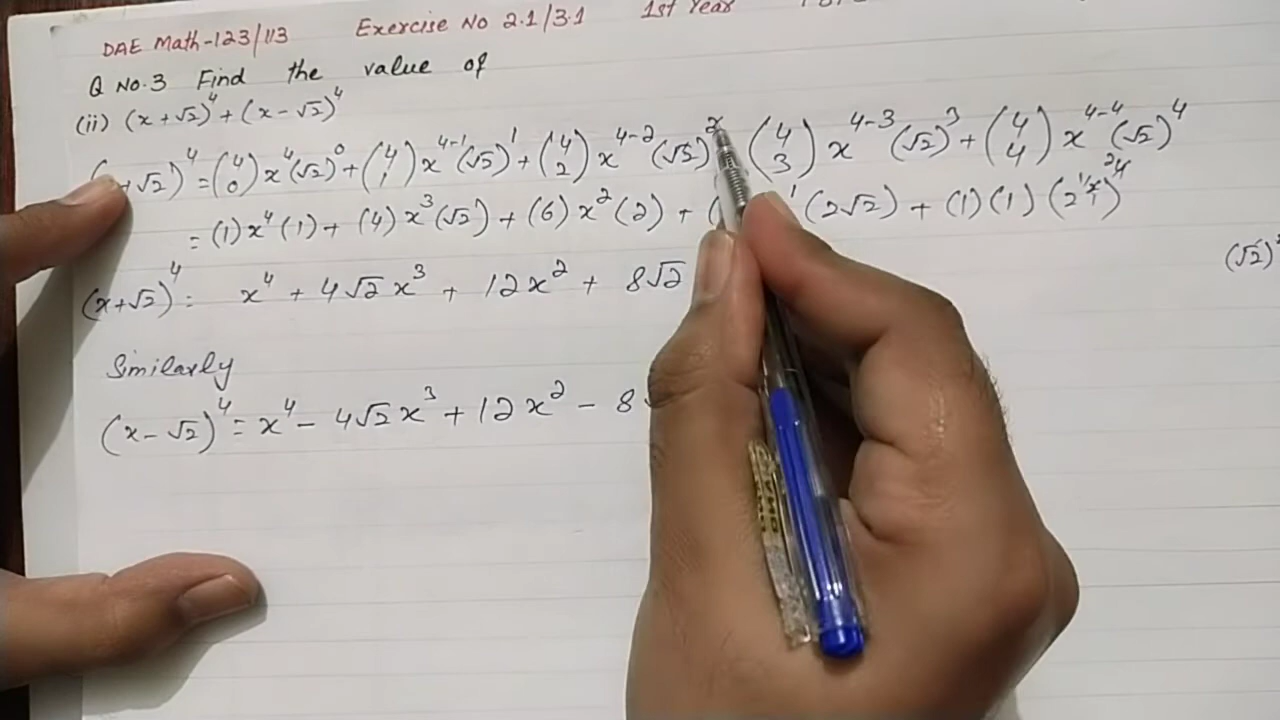 DAE Math-123/113 Exercise No 2.1/3.1 1st Year
Q No.3 Find the value of
(ii) (x+√2)⁴ + (x-√2)⁴
+√2)⁴ = (4 0) x⁴(√2)⁰ + (4 1) x⁴⁻¹(√2)¹ + (4 2) x⁴⁻²(√2)² (4 3) x⁴⁻³(√2)³ + (4 4) x⁴⁻⁴(√2)⁴
= (1)x⁴(1) + (4)x³(√2) + (6)x²(2) + ( ¹(2√2) + (1)(1)(2
(x+√2)⁴ = x⁴ + 4√2x³ + 12x² + 8√2
(√2)
Similarly
(x-√2)⁴ = x⁴ - 4√2x³ + 12x² - 8